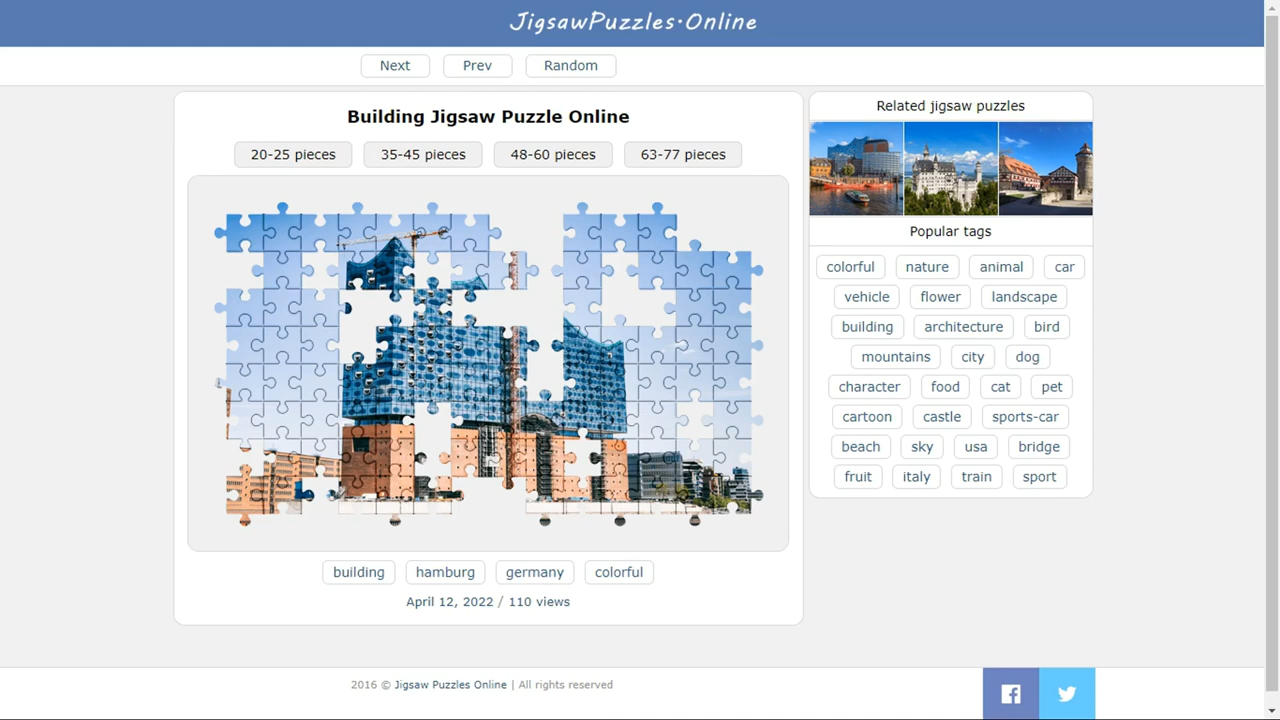 JigsawPuzzles·Online
Next Prev Random
Building Jigsaw Puzzle Online
20-25 pieces 35-45 pieces 48-60 pieces 63-77 pieces
building hamburg germany colorful
April 12, 2022 / 110 views
Related jigsaw puzzles
Popular tags
colorful nature animal car
vehicle flower landscape
building architecture bird
mountains city dog
character food cat pet
cartoon castle sports-car
beach sky usa bridge
fruit italy train sport
2016 © Jigsaw Puzzles Online | All rights reserved